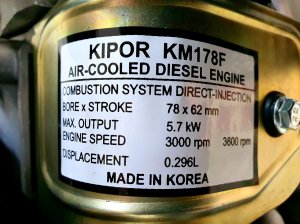 KIPOR KM178F
AIR-COOLED DIESEL ENGINE
COMBUSTION SYSTEM DIRECT-INJECTION
BORE x STROKE 78 x 62 mm
MAX. OUTPUT 5.7 kW
ENGINE SPEED 3000 rpm 3600 rpm
DISPLACEMENT 0.296L
MADE IN KOREA